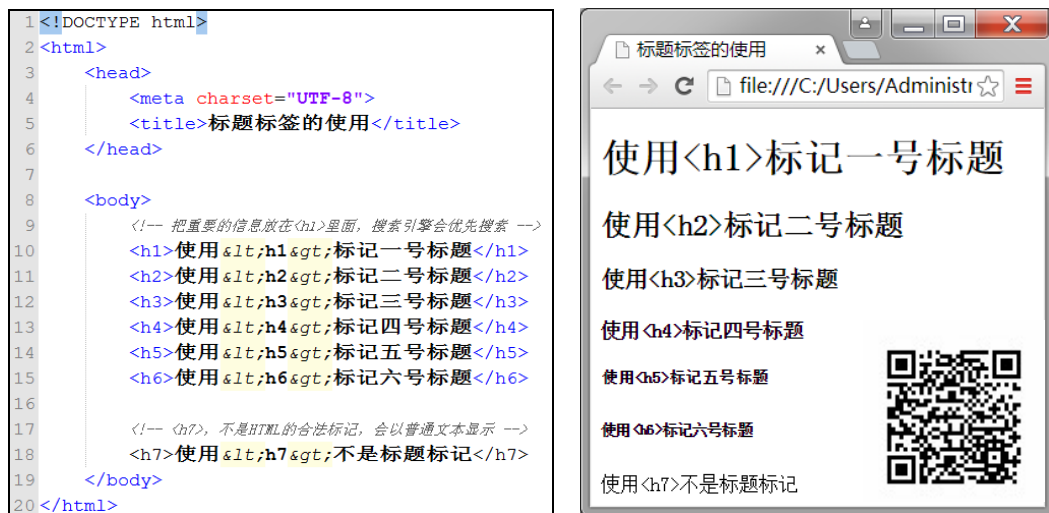 1 <!DOCTYPE html>
2 <html>
3 <head>
4 <meta charset="UTF-8">
5 <title>标题标签的使用</title>
6 </head>
7
8 <body>
9 <!-- 把重要的信息放在<h1>里面，搜素引擎会优先搜素 -->
10 <h1>使用&lt;h1&gt;标记一号标题</h1>
11 <h2>使用&lt;h2&gt;标记二号标题</h2>
12 <h3>使用&lt;h3&gt;标记三号标题</h3>
13 <h4>使用&lt;h4&gt;标记四号标题</h4>
14 <h5>使用&lt;h5&gt;标记五号标题</h5>
15 <h6>使用&lt;h6&gt;标记六号标题</h6>
16
17 <!-- <h7>，不是HTML的合法标记，会以普通文本显示 -->
18 <h7>使用&lt;h7&gt;不是标题标记</h7>
19 </body>
20 </html>
标题标签的使用
file:///C:/Users/Administr
使用<h1>标记一号标题
使用<h2>标记二号标题
使用<h3>标记三号标题
使用<h4>标记四号标题
使用<h5>标记五号标题
使用<h6>标记六号标题
使用<h7>不是标题标记